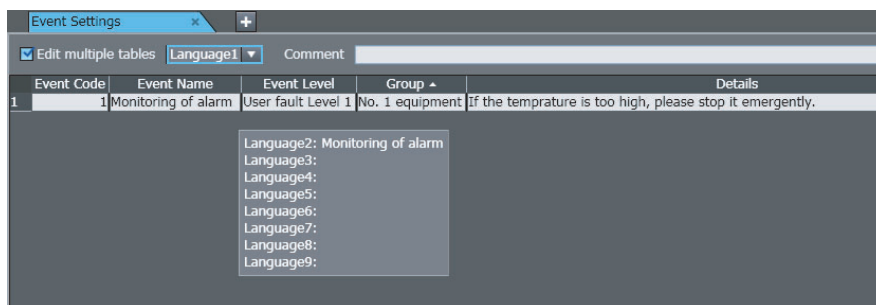 Event Settings × +
Edit multiple tables Language1 ▼ Comment
Event Code Event Name Event Level Group ▲ Details
1 1 Monitoring of alarm User fault Level 1 No. 1 equipment If the temprature is too high, please stop it emergently.
Language2: Monitoring of alarm
Language3:
Language4:
Language5:
Language6:
Language7:
Language8:
Language9: